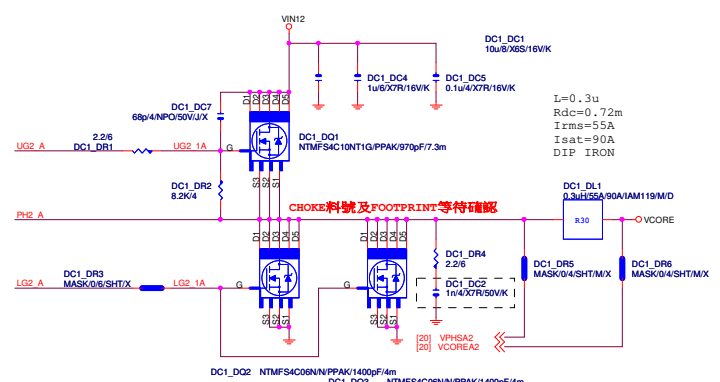 VIN12
DC1_DC1
10u/8/X6S/16V/K
DC1_DC4
1u/6/X7R/16V/K
DC1_DC5
0.1u/4/X7R/16V/K
D1
D2
D3
D4
D5
DC1_DC7
68p/4/NPO/50V/J/X
L=0.3u
Rdc=0.72m
Irms=55A
Isat=90A
DIP IRON
DC1_DQ1
NTMFS4C10NT1G/PPAK/970pF/7.3m
2.2/6
UG2_A
DC1_DR1
UG2_1A
G
S3
S2
S1
DC1_DR2
8.2K/4
DC1_DL1
0.3uH/55A/90A/IAM119/M/D
CHOKE料號及FOOTPRINT等待確認
PH2_A
R30
VCORE
D1
D2
D3
D4
D5
D1
D2
D3
D4
D5
DC1_DR4
2.2/6
DC1_DR5
MASK/0/4/SHT/M/X
DC1_DR6
MASK/0/4/SHT/M/X
DC1_DR3
MASK/0/6/SHT/X
LG2_A
LG2_1A
G
G
DC1_DC2
1n/4/X7R/50V/K
S3
S2
S1
S3
S2
S1
[20] VPHSA2
[20] VCOREA2
DC1_DQ2 NTMFS4C06N/N/PPAK/1400pF/4m
DC1_DQ3 NTMFS4C06N/N/PPAK/1400pF/4m